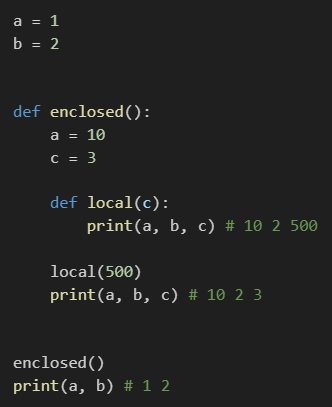 a = 1
b = 2
def enclosed():
    a = 10
    c = 3
    def local(c):
        print(a, b, c) # 10 2 500
    local(500)
    print(a, b, c) # 10 2 3
enclosed()
print(a, b) # 1 2